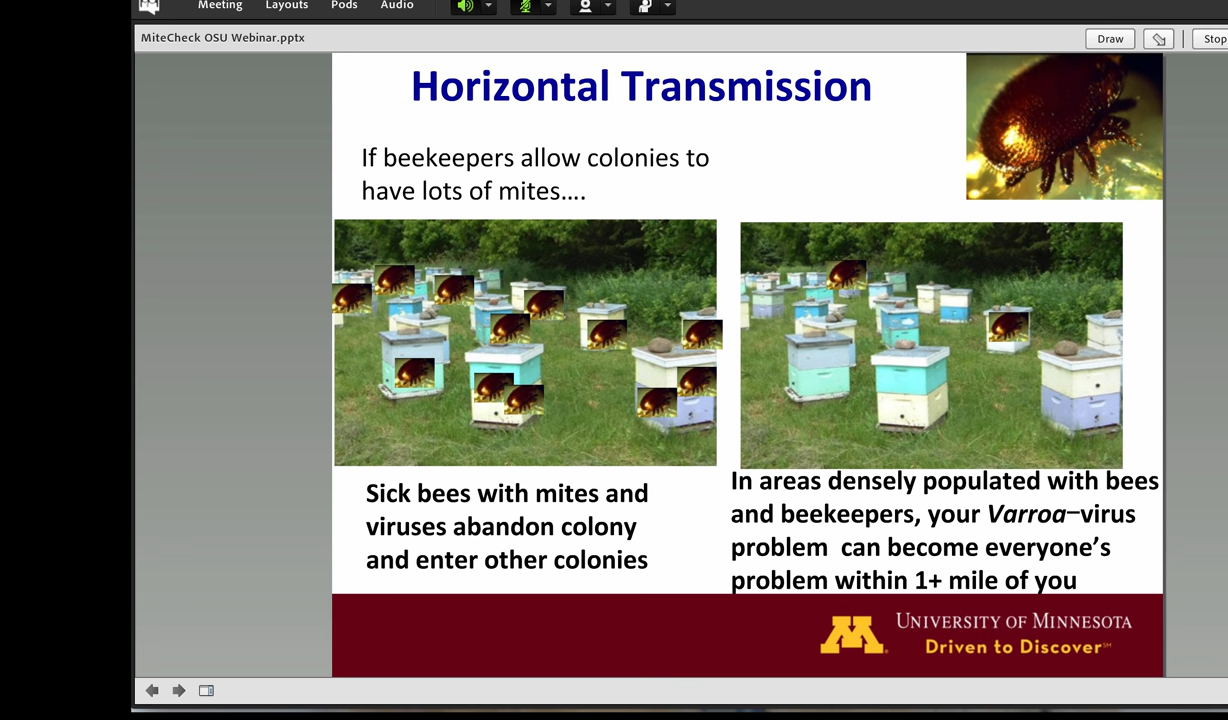 Meeting Layouts Pods Audio
MiteCheck OSU Webinar.pptx
Draw
Stop
Horizontal Transmission
If beekeepers allow colonies to
have lots of mites....
Sick bees with mites and
viruses abandon colony
and enter other colonies
In areas densely populated with bees
and beekeepers, your Varroa–virus
problem can become everyone's
problem within 1+ mile of you
M
UNIVERSITY OF MINNESOTA
Driven to Discover℠